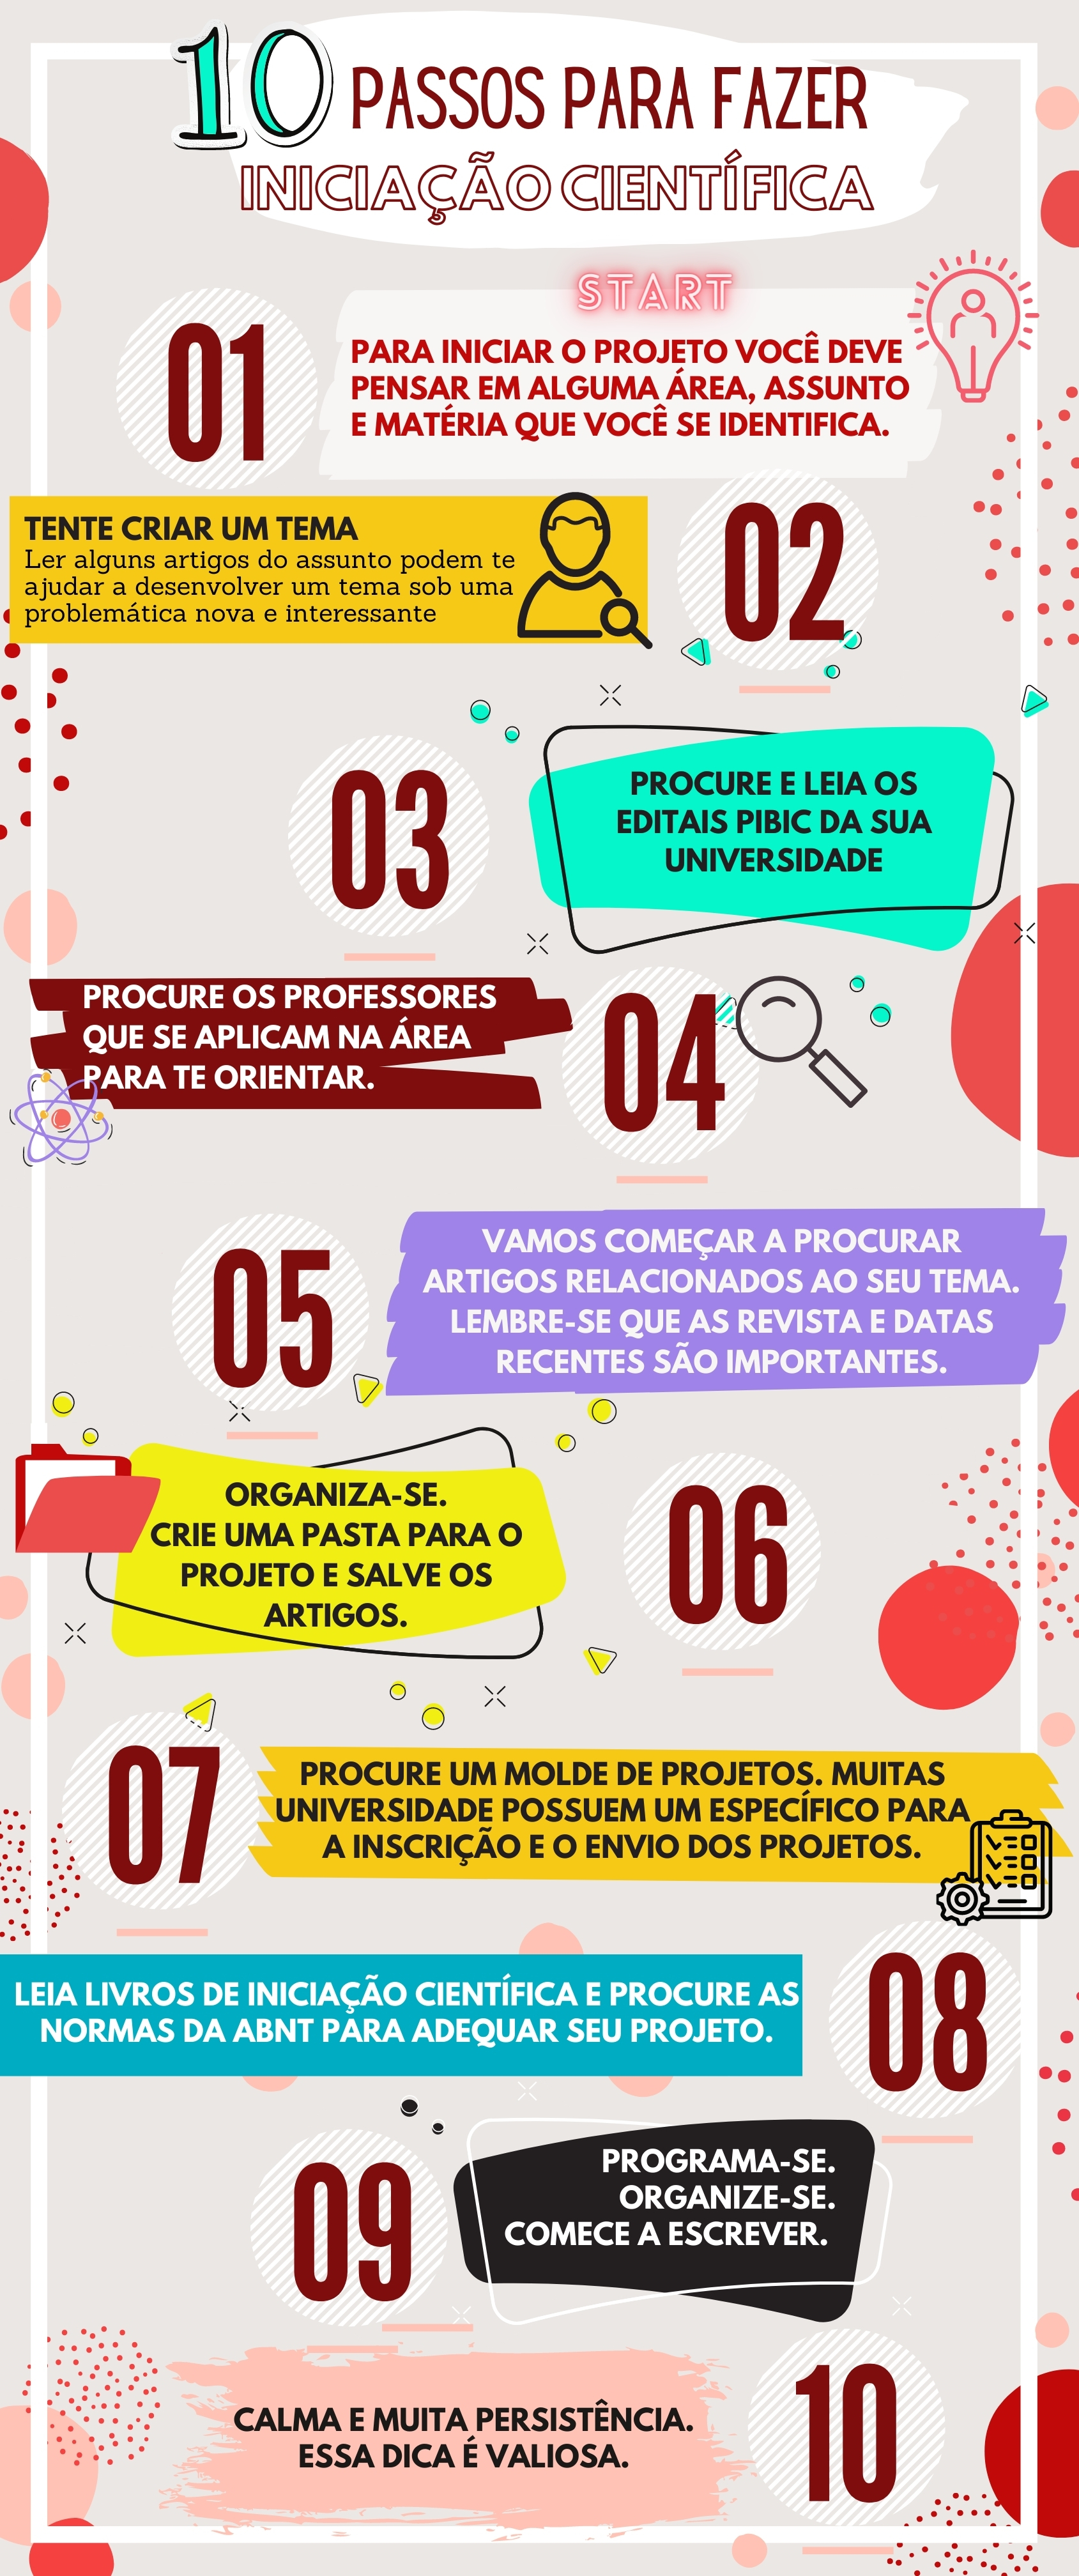 10 PASSOS PARA FAZER
INICIAÇÃO CIENTÍFICA
START
01
PARA INICIAR O PROJETO VOCÊ DEVE
PENSAR EM ALGUMA ÁREA, ASSUNTO
E MATÉRIA QUE VOCÊ SE IDENTIFICA.
02
TENTE CRIAR UM TEMA
Ler alguns artigos do assunto podem te
ajudar a desenvolver um tema sob uma
problemática nova e interessante
03
PROCURE E LEIA OS
EDITAIS PIBIC DA SUA
UNIVERSIDADE
04
PROCURE OS PROFESSORES
QUE SE APLICAM NA ÁREA
PARA TE ORIENTAR.
05
VAMOS COMEÇAR A PROCURAR
ARTIGOS RELACIONADOS AO SEU TEMA.
LEMBRE-SE QUE AS REVISTA E DATAS
RECENTES SÃO IMPORTANTES.
06
ORGANIZA-SE.
CRIE UMA PASTA PARA O
PROJETO E SALVE OS
ARTIGOS.
07
PROCURE UM MOLDE DE PROJETOS. MUITAS
UNIVERSIDADE POSSUEM UM ESPECÍFICO PARA
A INSCRIÇÃO E O ENVIO DOS PROJETOS.
08
LEIA LIVROS DE INICIAÇÃO CIENTÍFICA E PROCURE AS
NORMAS DA ABNT PARA ADEQUAR SEU PROJETO.
09
PROGRAMA-SE.
ORGANIZE-SE.
COMECE A ESCREVER.
10
CALMA E MUITA PERSISTÊNCIA.
ESSA DICA É VALIOSA.